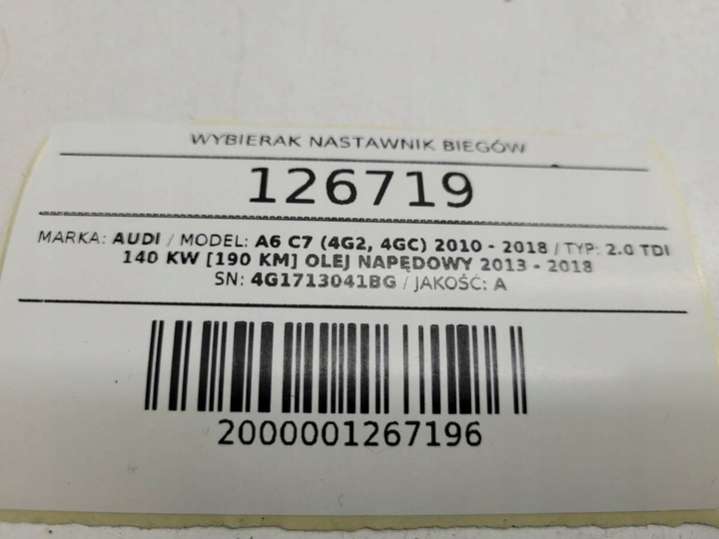 WYBIERAK NASTAWNIK BIEGÓW
126719
MARKA: AUDI / MODEL: A6 C7 (4G2, 4GC) 2010 - 2018 / TYP: 2.0 TDI
140 KW [190 KM] OLEJ NAPĘDOWY 2013 - 2018
SN: 4G1713041BG / JAKOŚĆ: A
2000001267196